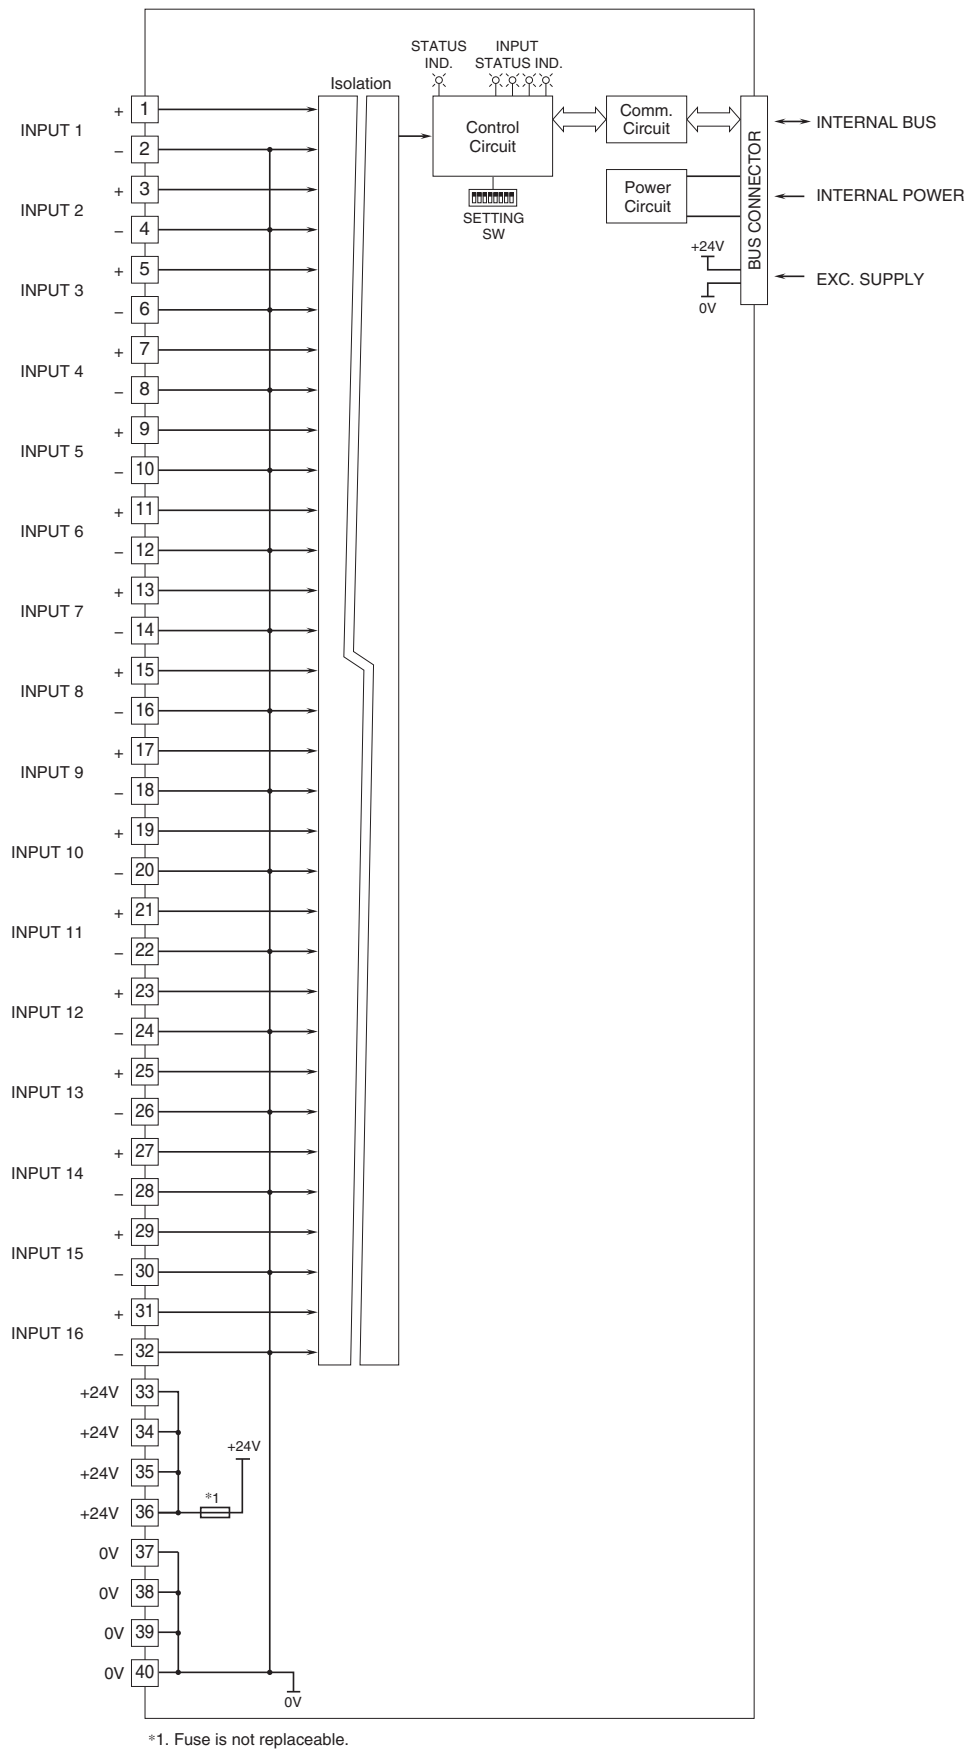 STATUS
IND.
INPUT
STATUS IND.
Isolation
Control
Circuit
Comm.
Circuit
Power
Circuit
SETTING
SW
BUS CONNECTOR
INTERNAL BUS
INTERNAL POWER
+24V
0V
EXC. SUPPLY
INPUT 1
+ 1
– 2
INPUT 2
+ 3
– 4
INPUT 3
+ 5
– 6
INPUT 4
+ 7
– 8
INPUT 5
+ 9
– 10
INPUT 6
+ 11
– 12
INPUT 7
+ 13
– 14
INPUT 8
+ 15
– 16
INPUT 9
+ 17
– 18
INPUT 10
+ 19
– 20
INPUT 11
+ 21
– 22
INPUT 12
+ 23
– 24
INPUT 13
+ 25
– 26
INPUT 14
+ 27
– 28
INPUT 15
+ 29
– 30
INPUT 16
+ 31
– 32
+24V 33
+24V 34
+24V
+24V 35
*1
+24V 36
0V 37
0V 38
0V 39
0V 40
0V
*1. Fuse is not replaceable.